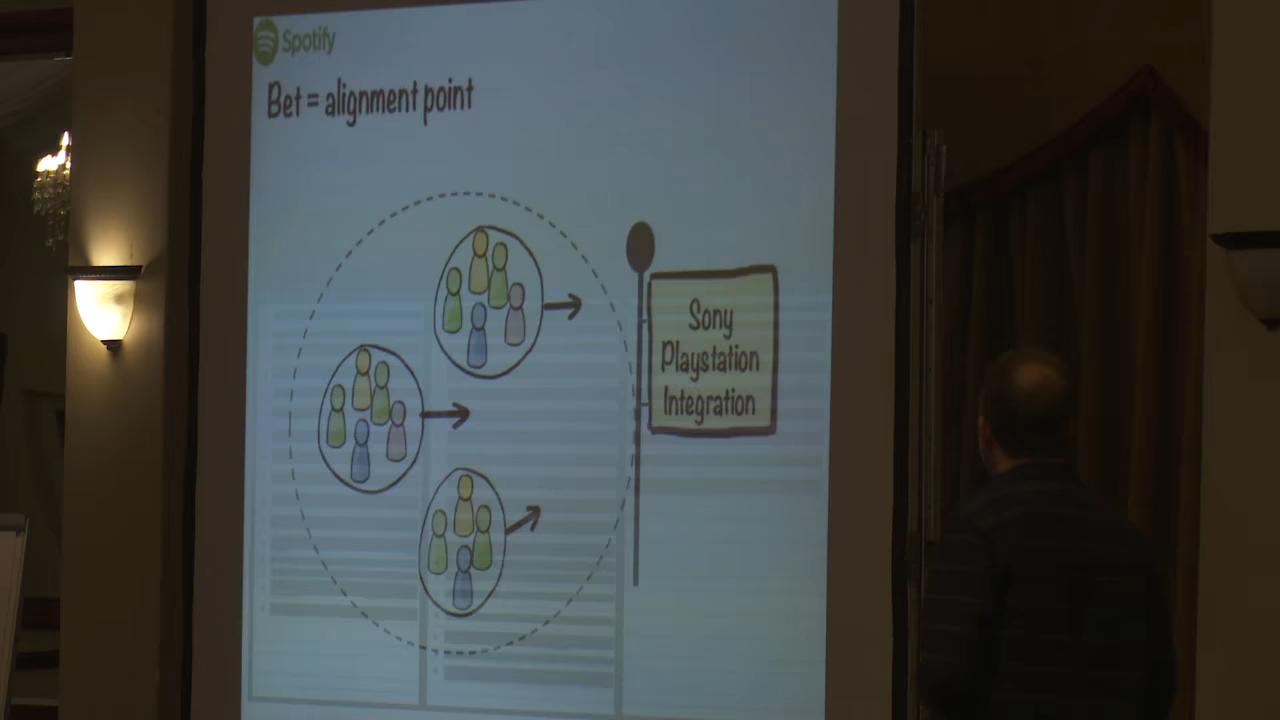 Spotify
Bet = alignment point
Sony
Playstation
Integration